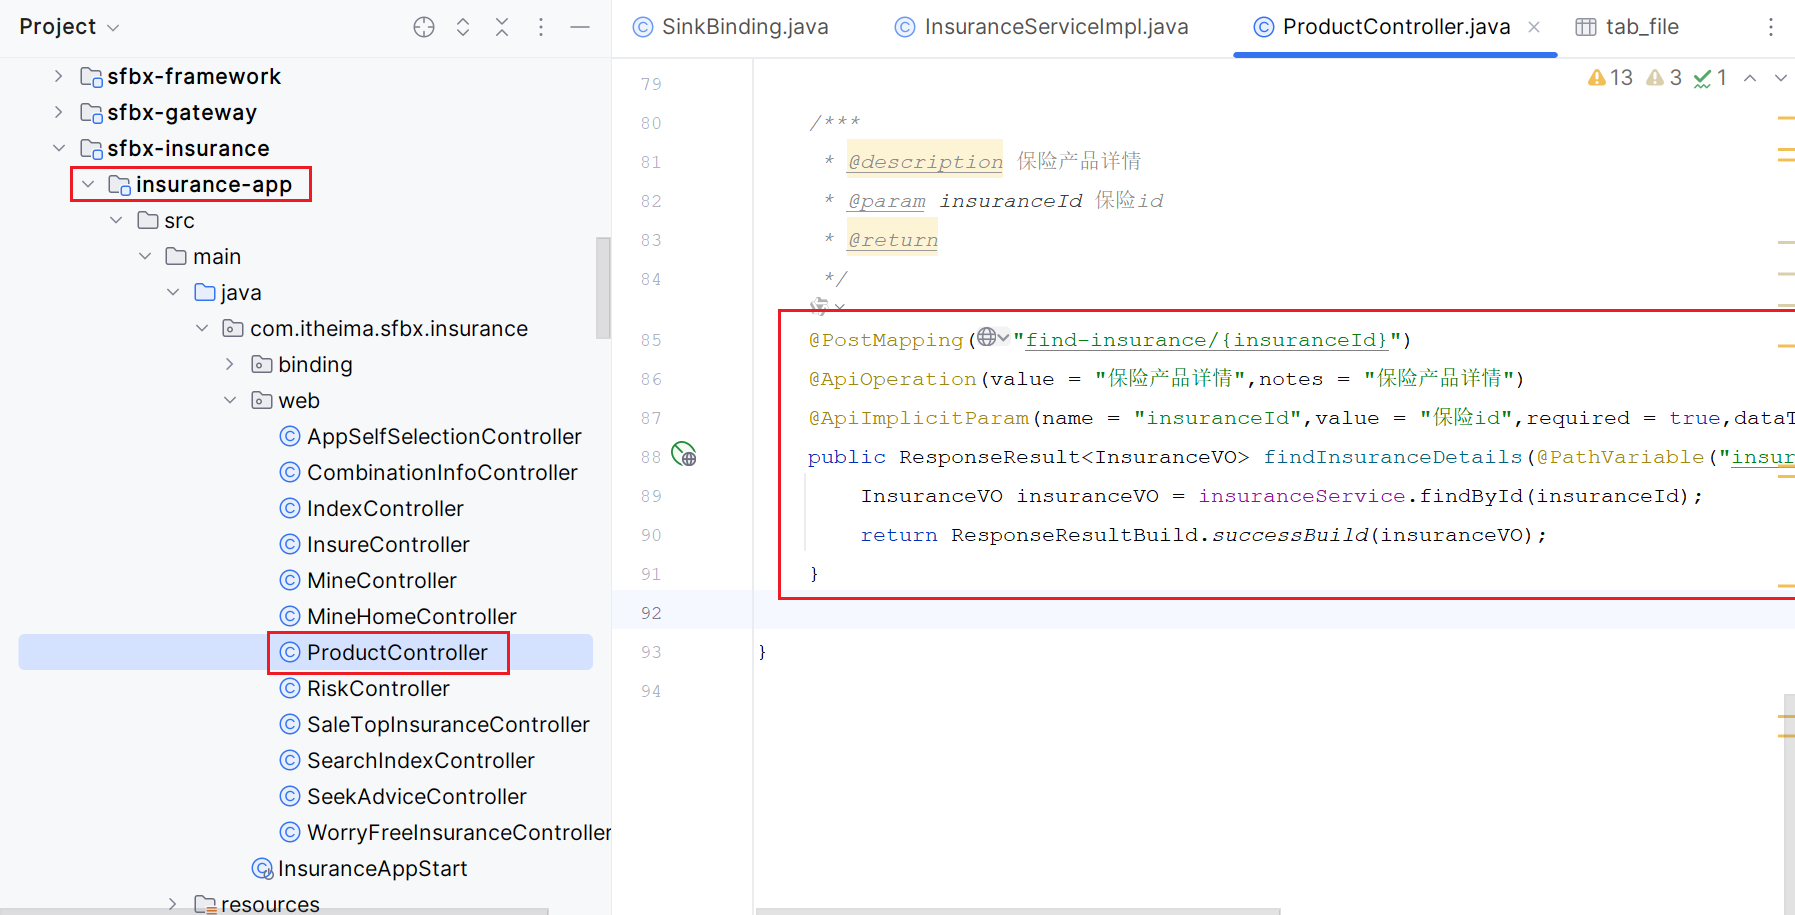 Project
sfbx-framework
sfbx-gateway
sfbx-insurance
insurance-app
src
main
java
com.itheima.sfbx.insurance
binding
web
AppSelfSelectionController
CombinationInfoController
IndexController
InsureController
MineController
MineHomeController
ProductController
RiskController
SaleTopInsuranceController
SearchIndexController
SeekAdviceController
WorryFreeInsuranceController
InsuranceAppStart
resources
SinkBinding.java InsuranceServiceImpl.java ProductController.java tab_file
13 3 1
79
80 /***
81 * @description 保险产品详情
82 * @param insuranceId 保险id
83 * @return
84 */
85 @PostMapping("find-insurance/{insuranceId}")
86 @ApiOperation(value = "保险产品详情",notes = "保险产品详情")
87 @ApiImplicitParam(name = "insuranceId",value = "保险id",required = true,dataT
88 public ResponseResult<InsuranceVO> findInsuranceDetails(@PathVariable("insur
89 InsuranceVO insuranceVO = insuranceService.findById(insuranceId);
90 return ResponseResultBuild.successBuild(insuranceVO);
91 }
92
93 }
94